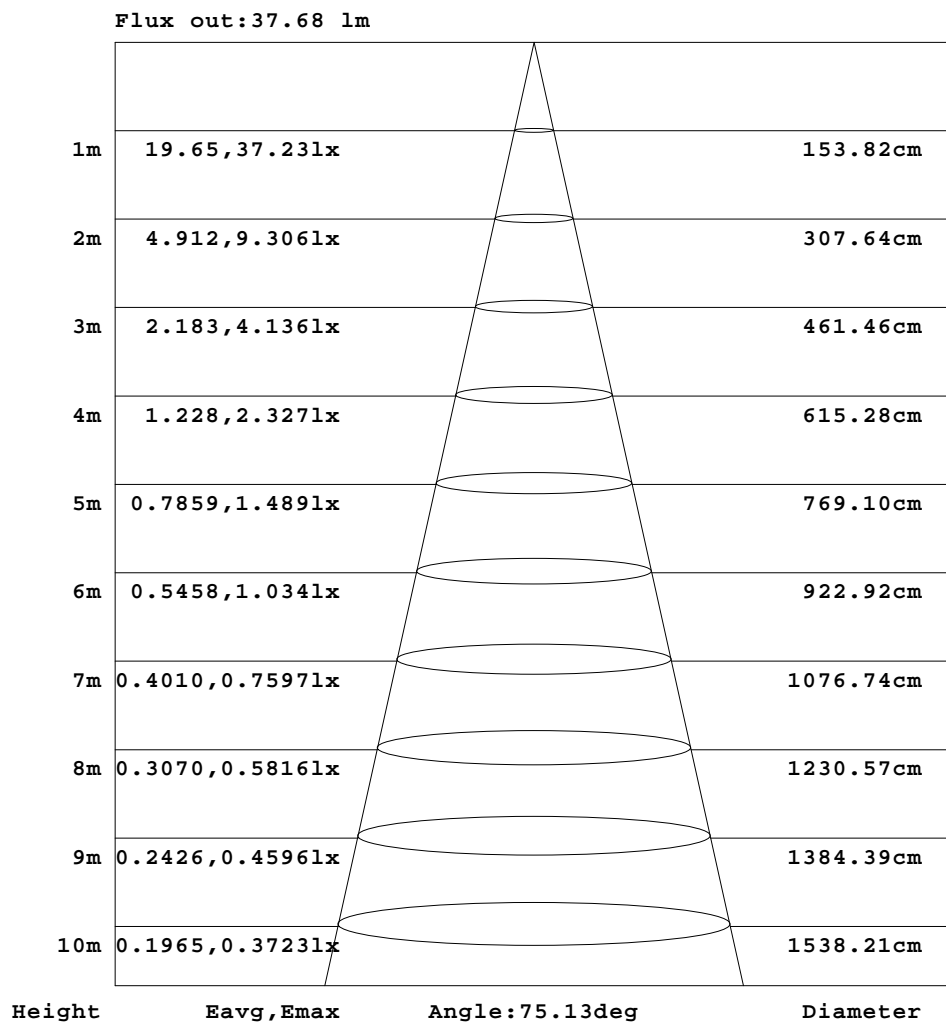 Flux out:37.68 lm
1m 19.65,37.23lx 153.82cm
2m 4.912,9.306lx 307.64cm
3m 2.183,4.136lx 461.46cm
4m 1.228,2.327lx 615.28cm
5m 0.7859,1.489lx 769.10cm
6m 0.5458,1.034lx 922.92cm
7m 0.4010,0.7597lx 1076.74cm
8m 0.3070,0.5816lx 1230.57cm
9m 0.2426,0.4596lx 1384.39cm
10m 0.1965,0.3723lx 1538.21cm
Height Eavg,Emax Angle:75.13deg Diameter